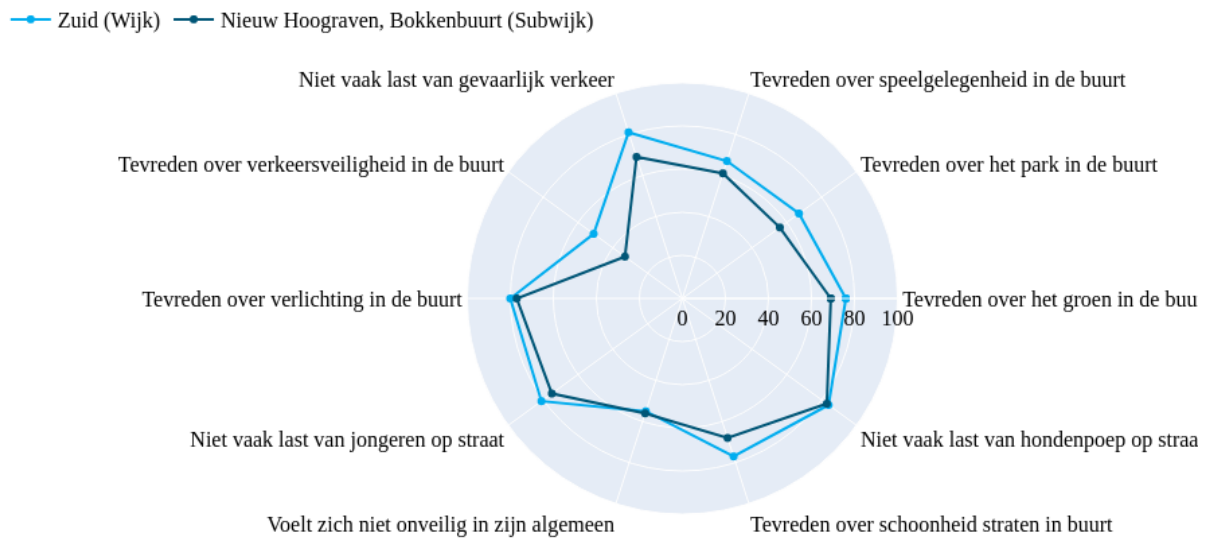 Zuid (Wijk) Nieuw Hoograven, Bokkenbuurt (Subwijk)
Niet vaak last van gevaarlijk verkeer Tevreden over speelgelegenheid in de buurt
Tevreden over verkeersveiligheid in de buurt Tevreden over het park in de buurt
Tevreden over verlichting in de buurt Tevreden over het groen in de buu
0 20 40 60 80 100
Niet vaak last van jongeren op straat Niet vaak last van hondenpoep op straa
Voelt zich niet onveilig in zijn algemeen Tevreden over schoonheid straten in buurt